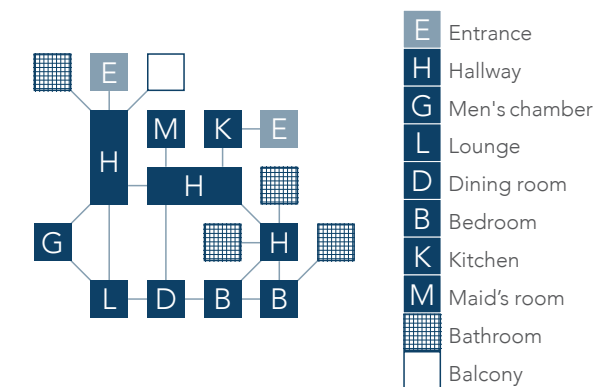 E
M K E
H
H
G H
L D B B
E Entrance
H Hallway
G Men's chamber
L Lounge
D Dining room
B Bedroom
K Kitchen
M Maid's room
Bathroom
Balcony